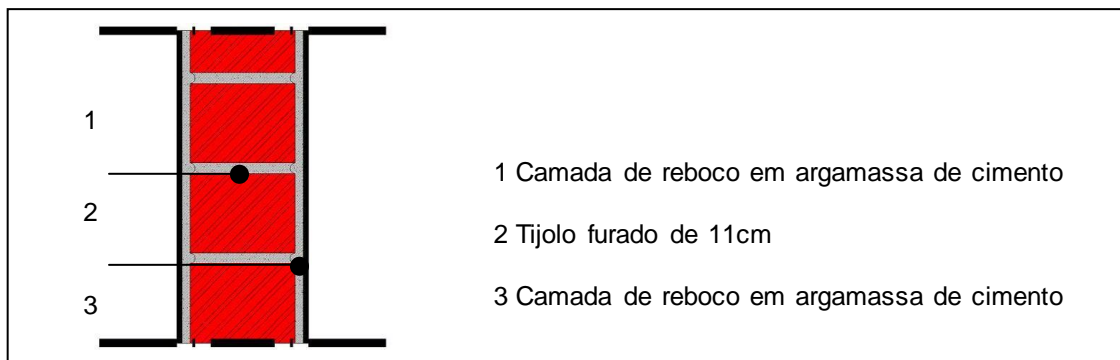 1
2
3
1 Camada de reboco em argamassa de cimento
2 Tijolo furado de 11cm
3 Camada de reboco em argamassa de cimento